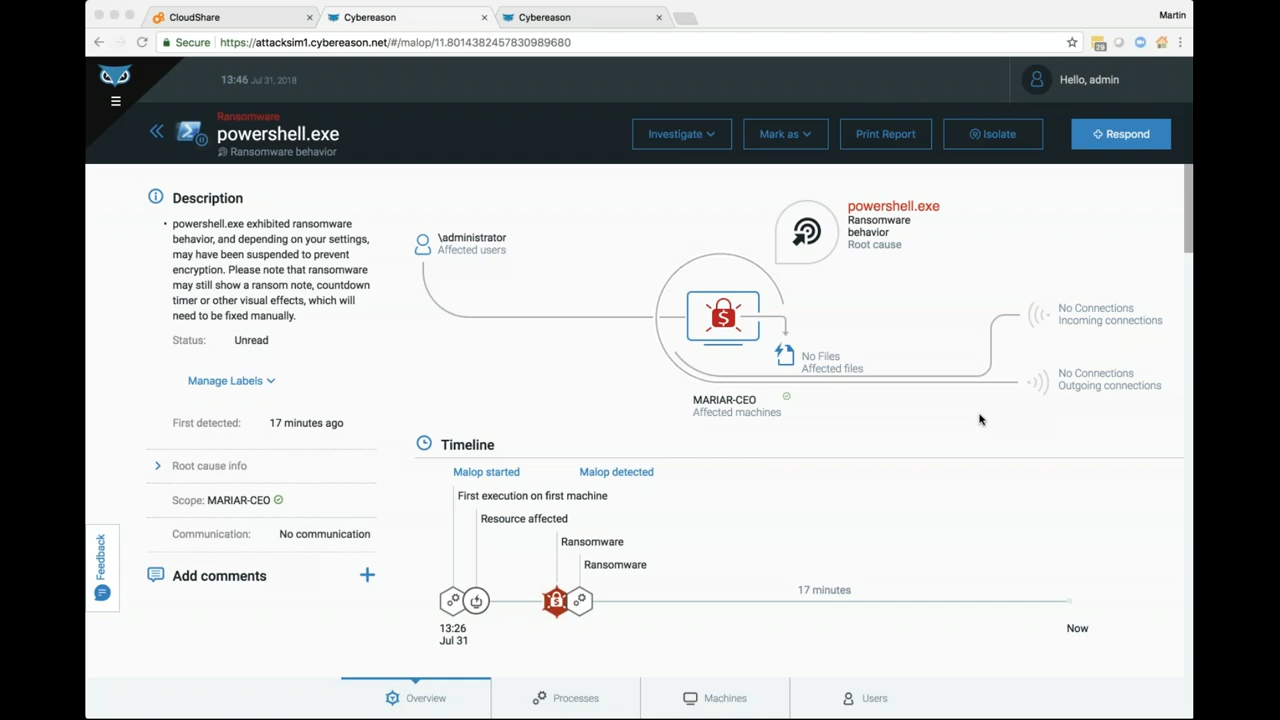 CloudShare
Cybereason
Cybereason
Martin
Secure
https://attacksim1.cybereason.net/#/malop/11.8014382457830989680
29
13:46 Jul 31, 2018
Hello, admin
Ransomware
powershell.exe
Ransomware behavior
Investigate
Mark as
Print Report
Isolate
Respond
Description
powershell.exe exhibited ransomware
behavior, and depending on your settings,
may have been suspended to prevent
encryption. Please note that ransomware
may still show a ransom note, countdown
timer or other visual effects, which will
need to be fixed manually.
Status: Unread
Manage Labels
First detected: 17 minutes ago
Root cause info
Scope: MARIAR-CEO
Communication: No communication
Add comments
Feedback
\administrator
Affected users
powershell.exe
Ransomware
behavior
Root cause
$
No Files
Affected files
MARIAR-CEO
Affected machines
No Connections
Incoming connections
No Connections
Outgoing connections
Timeline
Malop started
Malop detected
First execution on first machine
Resource affected
Ransomware
Ransomware
17 minutes
13:26
Jul 31
Now
Overview
Processes
Machines
Users